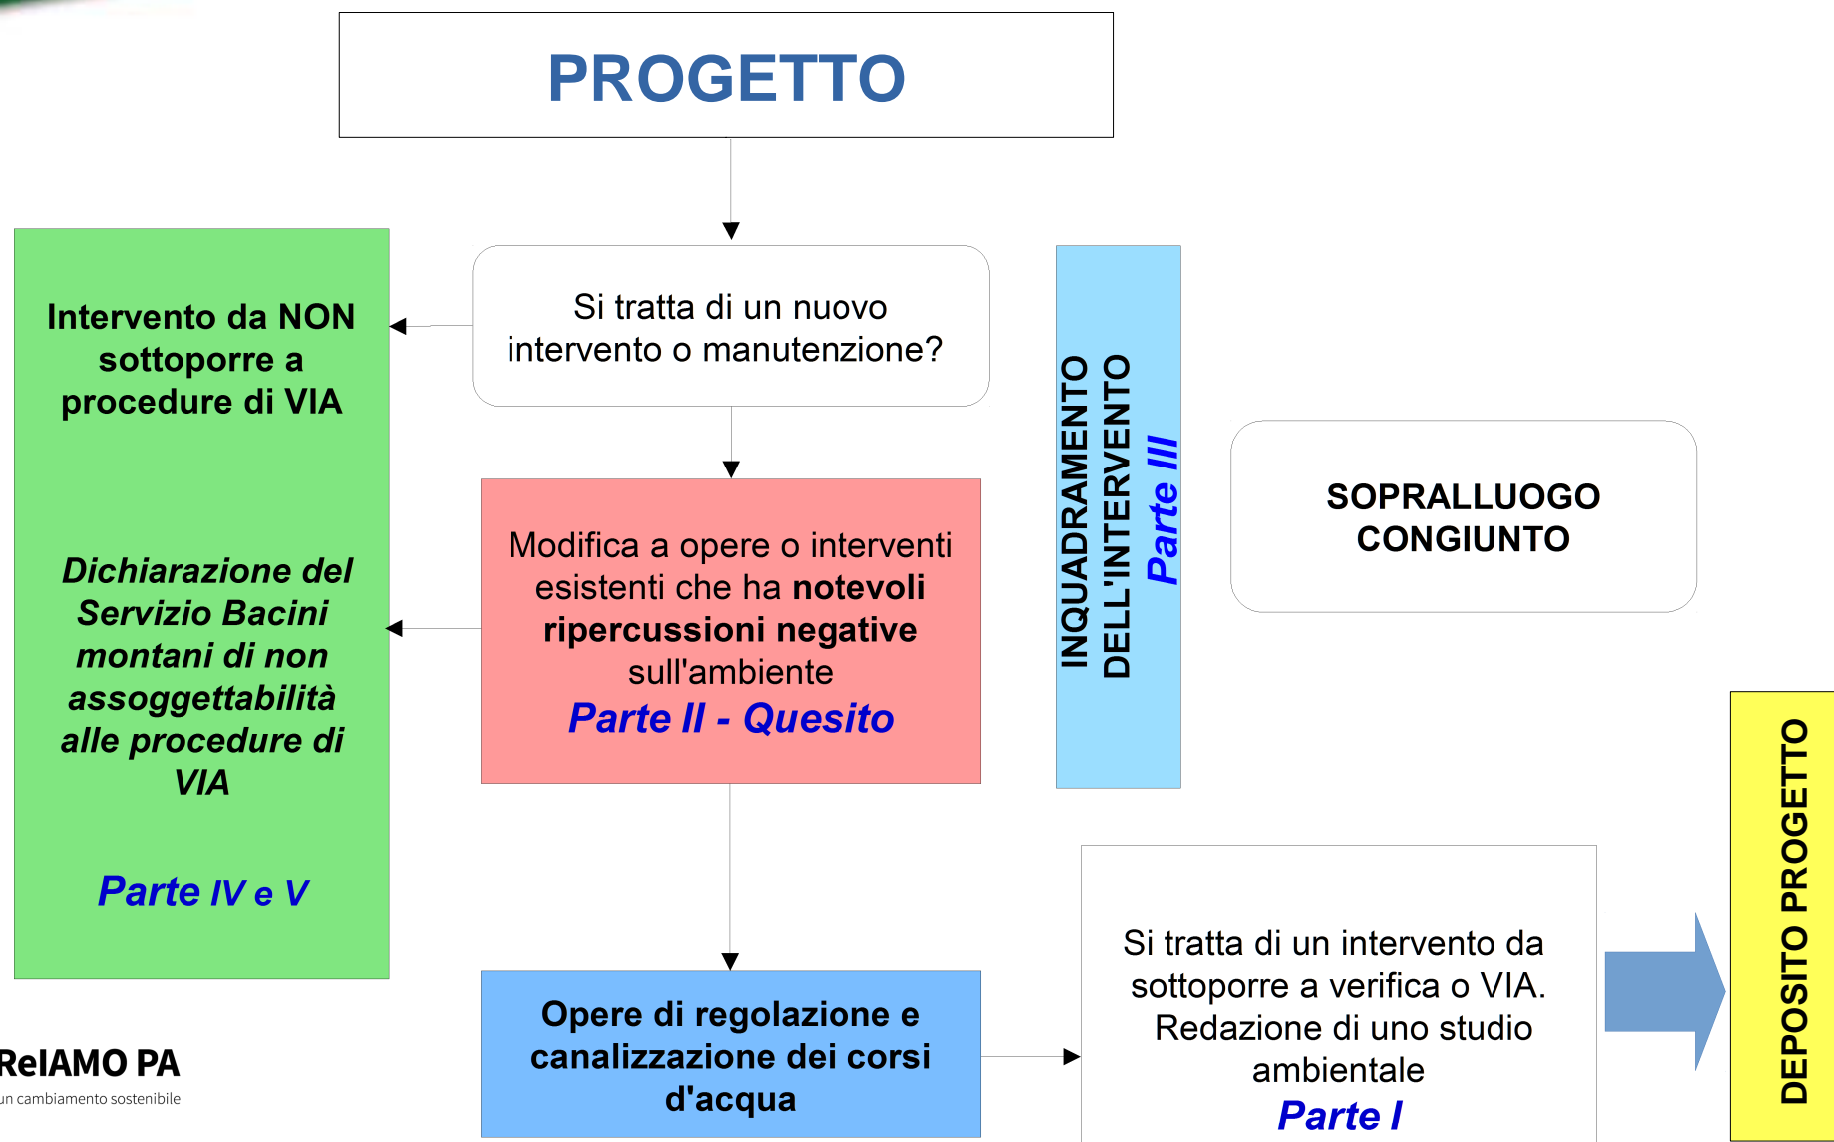 PROGETTO
Intervento da NON
sottoporre a
procedure di VIA
Dichiarazione del
Servizio Bacini
montani di non
assoggettabilità
alle procedure di
VIA
Parte IV e V
Si tratta di un nuovo
intervento o manutenzione?
Modifica a opere o interventi
esistenti che ha notevoli
ripercussioni negative
sull'ambiente
Parte II - Quesito
INQUADRAMENTO
DELL'INTERVENTO
Parte III
SOPRALLUOGO
CONGIUNTO
Opere di regolazione e
canalizzazione dei corsi
d'acqua
Si tratta di un intervento da
sottoporre a verifica o VIA.
Redazione di uno studio
ambientale
Parte I
DEPOSITO PROGETTO
ReIAMO PA
un cambiamento sostenibile